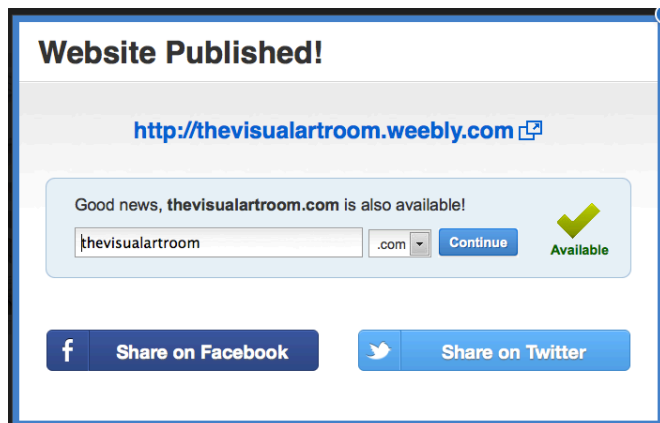 Website Published!
http://thevisualartroom.weebly.com
Good news, thevisualartroom.com is also available!
thevisualartroom .com Continue
Available
f Share on Facebook Share on Twitter